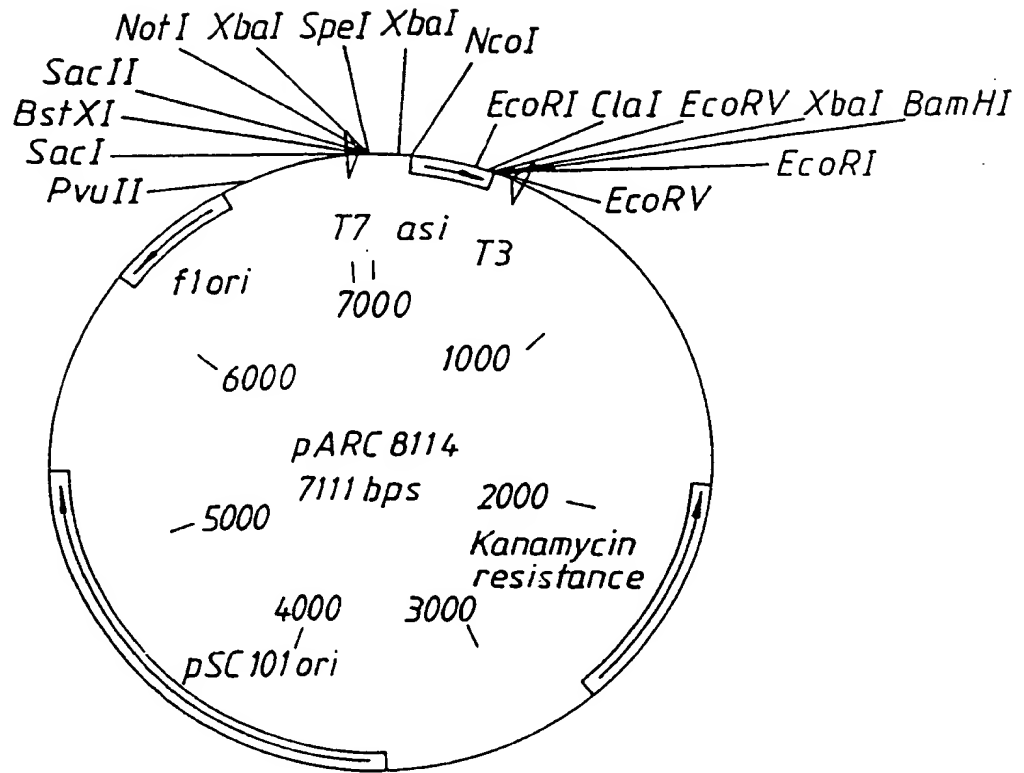 NotI XbaI SpeI XbaI NcoI
SacII
BstXI
SacI
PvuII
EcoRI ClaI EcoRV XbaI BamHI
EcoRI
EcoRV
T7 asi T3
f1ori
7000
1000
6000
pARC 8114
7111 bps
2000
5000
Kanamycin
resistance
4000
3000
pSC101ori